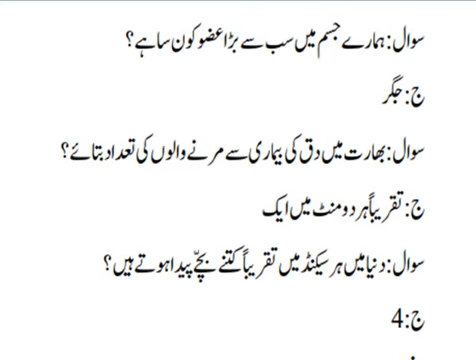 سوال: ہمارے جسم میں سب سے بڑا عضو کون سا ہے؟
ج: جگر
سوال: بھارت میں دق کی بیماری سے مرنے والوں کی تعداد بتائے؟
ج: تقریباً ہر دو منٹ میں ایک
سوال: دنیا میں ہر سیکنڈ میں تقریباً کتنے بچّے پیدا ہوتے ہیں؟
ج: 4